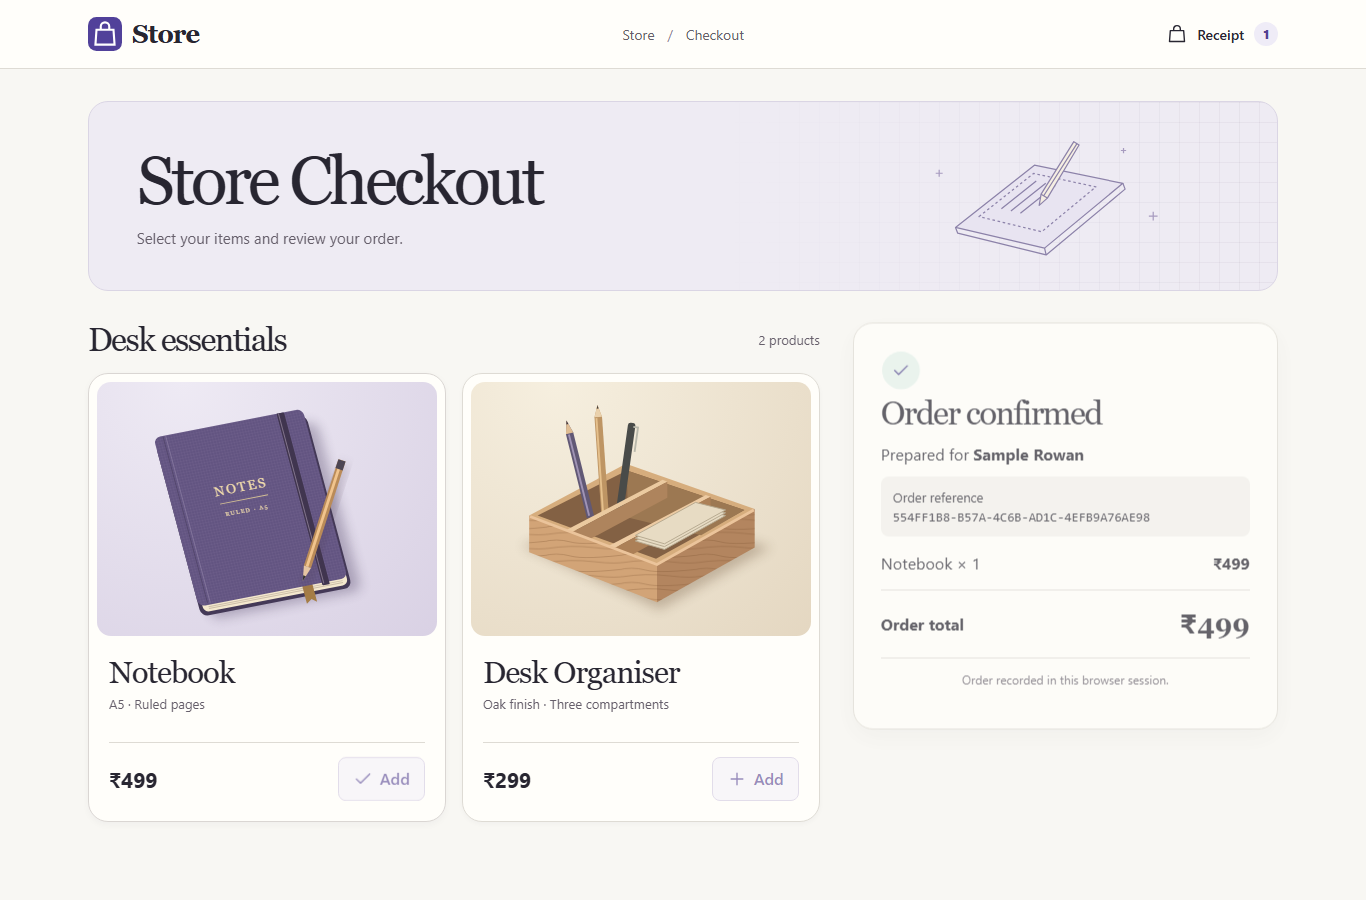 Store
Store / Checkout
Receipt 1
Store Checkout
Select your items and review your order.
Desk essentials
2 products
NOTES
RULED · A5
Notebook
A5 · Ruled pages
₹499
Add
Desk Organiser
Oak finish · Three compartments
₹299
Add
Order confirmed
Prepared for Sample Rowan
Order reference
554FF1B8-B57A-4C6B-AD1C-4EFB9A76AE98
Notebook × 1 ₹499
Order total ₹499
Order recorded in this browser session.